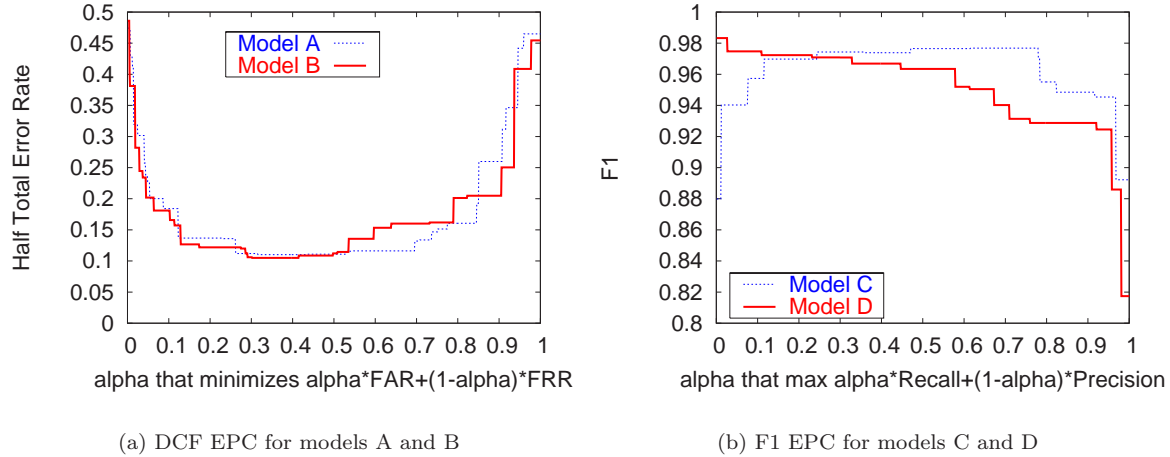 0.5
0.45
0.4
0.35
0.3
0.25
0.2
0.15
0.1
0.05
0
Half Total Error Rate
Model A
Model B
0 0.1 0.2 0.3 0.4 0.5 0.6 0.7 0.8 0.9 1
alpha that minimizes alpha*FAR+(1-alpha)*FRR
(a) DCF EPC for models A and B
1
0.98
0.96
0.94
0.92
0.9
0.88
0.86
0.84
0.82
0.8
F1
Model C
Model D
0 0.1 0.2 0.3 0.4 0.5 0.6 0.7 0.8 0.9 1
alpha that max alpha*Recall+(1-alpha)*Precision
(b) F1 EPC for models C and D